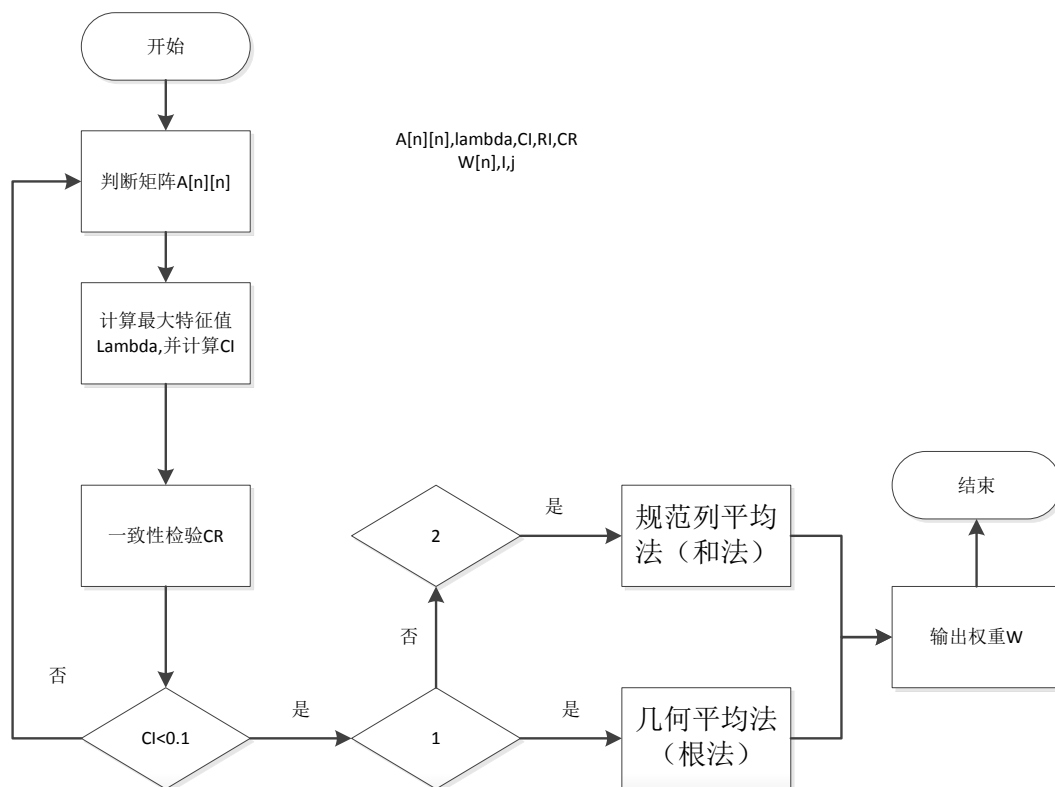 开始
A[n][n],lambda,CI,RI,CR
W[n],I,j
判断矩阵A[n][n]
计算最大特征值
Lambda,并计算CI
一致性检验CR
2
是
规范列平均
法（和法）
结束
否
输出权重W
否
CI<0.1
是
1
是
几何平均法
（根法）